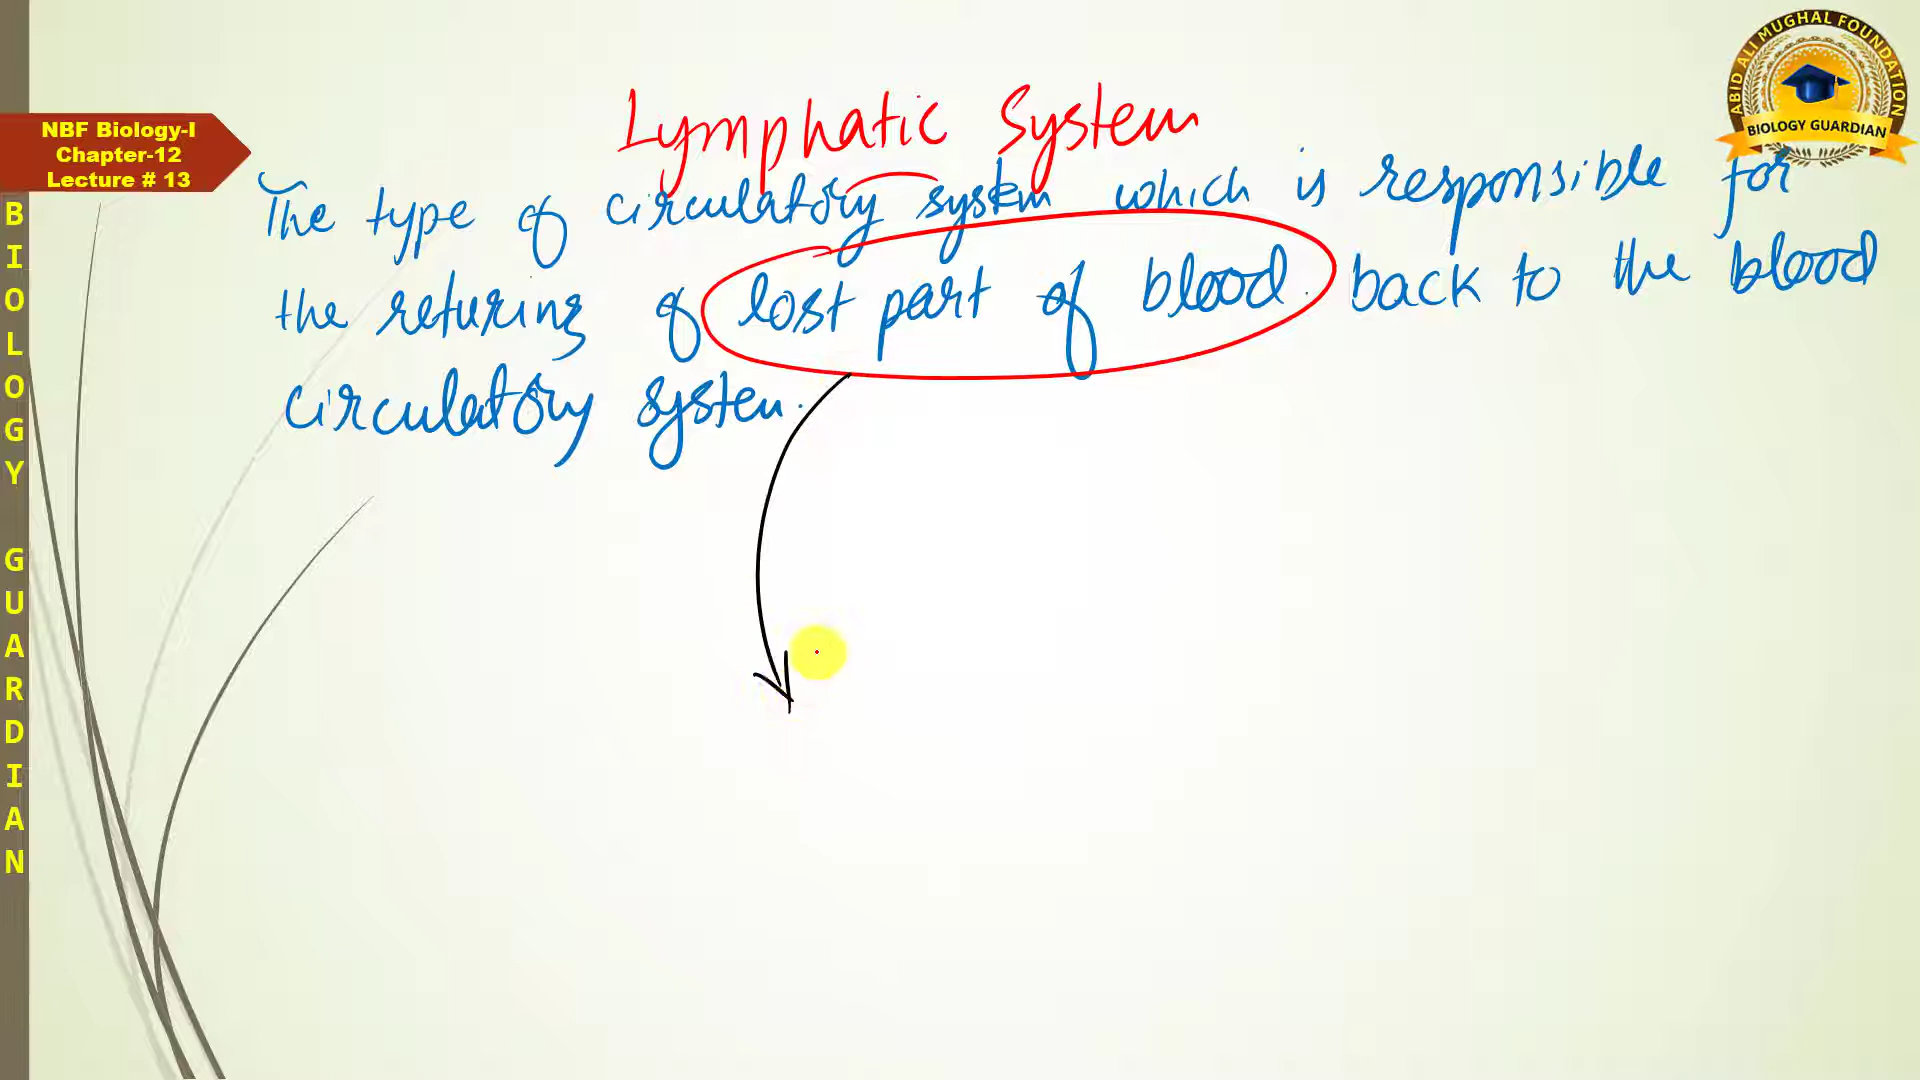 ABID ALI MUGHAL FOUNDATION
BIOLOGY GUARDIAN
NBF Biology-I
Chapter-12
Lecture # 13
BIOLOGY GUARDIAN
Lymphatic System
The type of circulatory system which is responsible for
the returing of lost part of blood back to the blood
circulatory system.